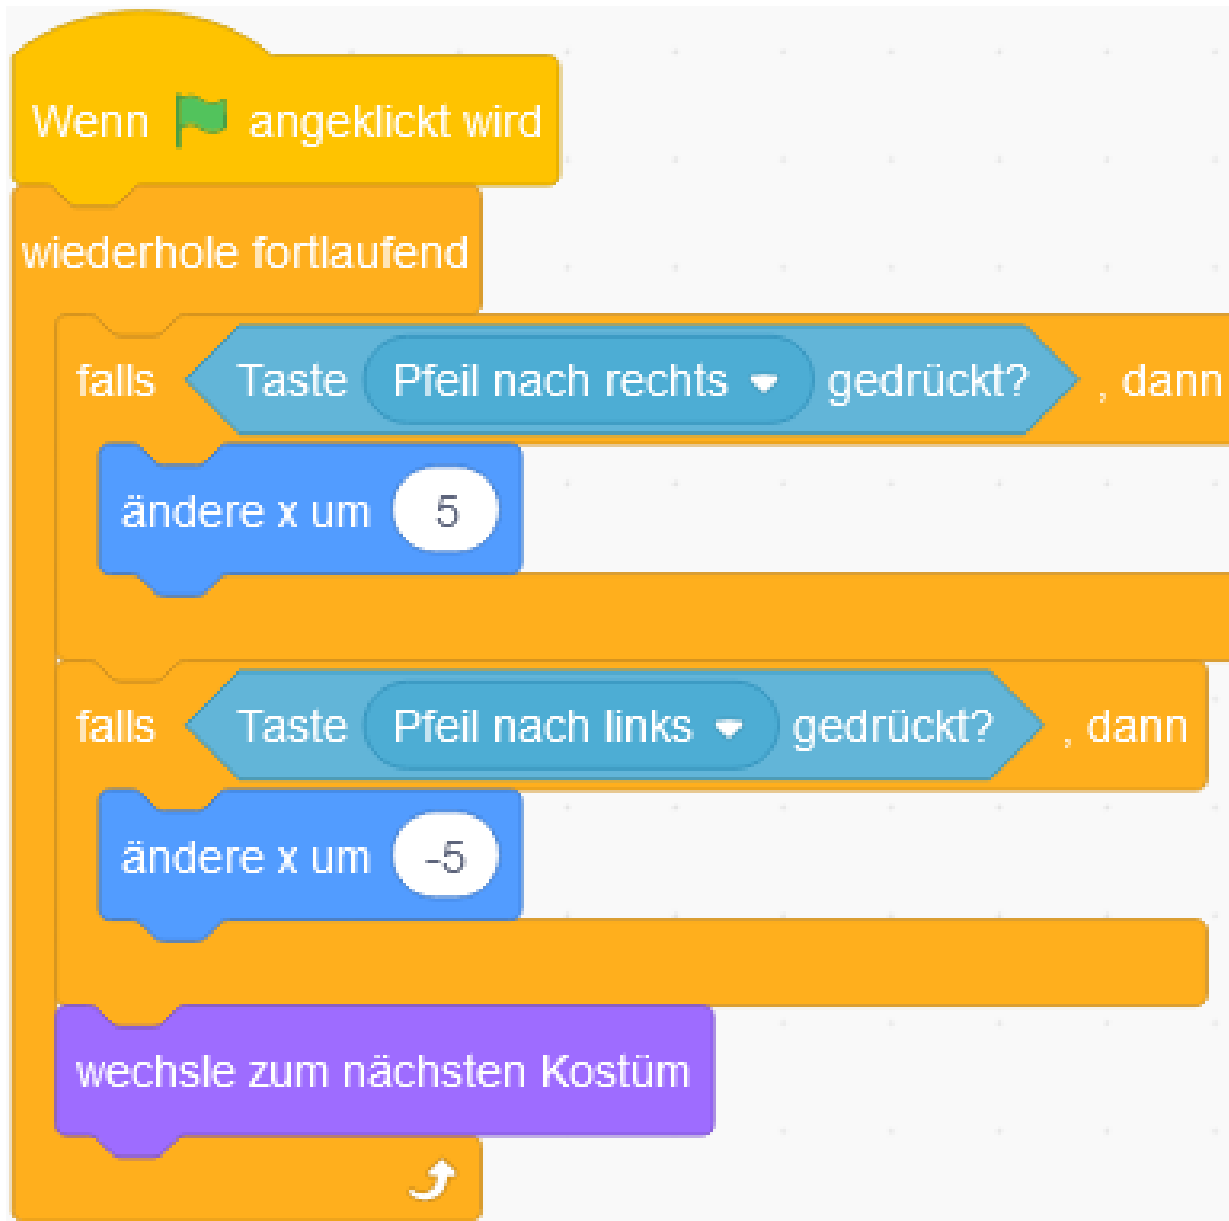 Wenn angeklickt wird
wiederhole fortlaufend
falls Taste Pfeil nach rechts gedrückt? , dann
ändere x um 5
falls Taste Pfeil nach links gedrückt? , dann
ändere x um -5
wechsle zum nächsten Kostüm